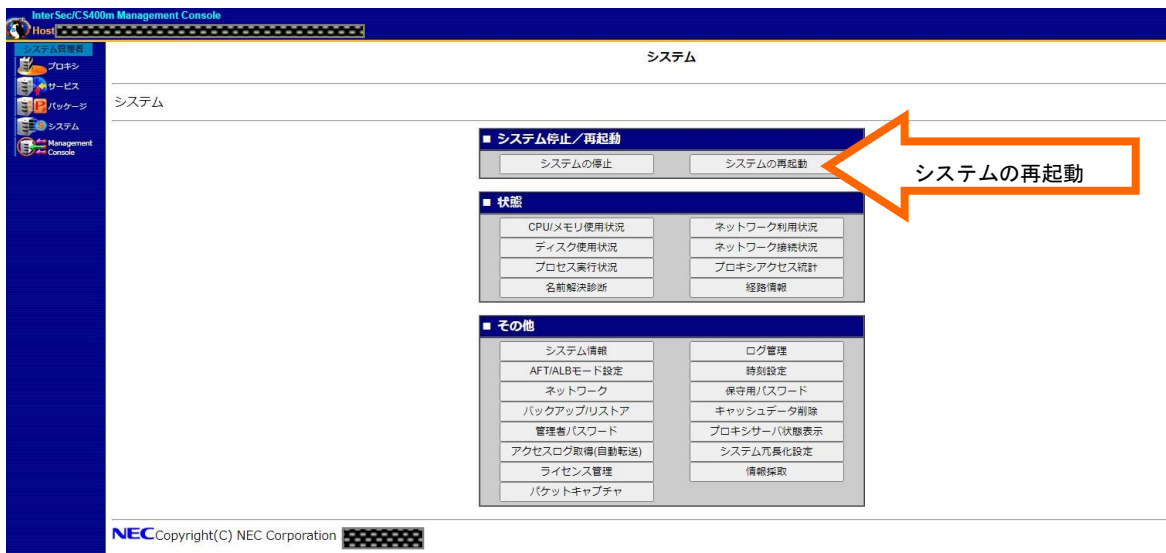 InterSec/CS400m Management Console
Host
システム管理者
プロキシ
サービス
パッケージ
システム
Management
Console
システム
システム
■ システム停止／再起動
システムの停止 システムの再起動
システムの再起動
■ 状態
CPU/メモリ使用状況 ネットワーク利用状況
ディスク使用状況 ネットワーク接続状況
プロセス実行状況 プロキシアクセス統計
名前解決診断 経路情報
■ その他
システム情報 ログ管理
AFT/ALBモード設定 時刻設定
ネットワーク 保守用パスワード
バックアップ/リストア キャッシュデータ削除
管理者パスワード プロキシサーバ状態表示
アクセスログ取得(自動転送) システム冗長化設定
ライセンス管理 情報採取
パケットキャプチャ
NECCopyright(C) NEC Corporation